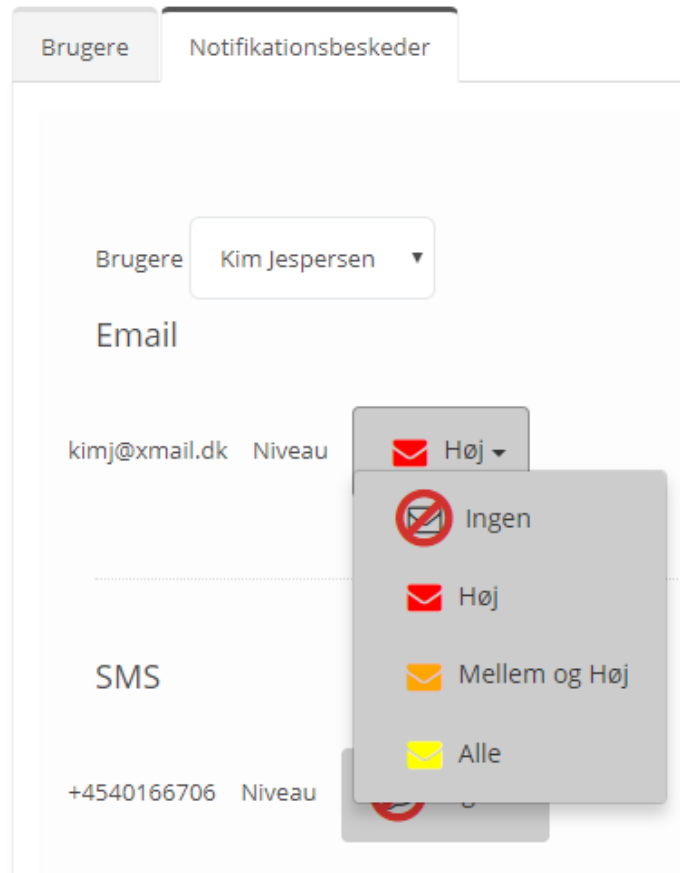 Brugere Notifikationsbeskeder
Brugere Kim Jespersen
Email
kimj@xmail.dk Niveau Høj
Ingen
Høj
Mellem og Høj
Alle
SMS
+4540166706 Niveau